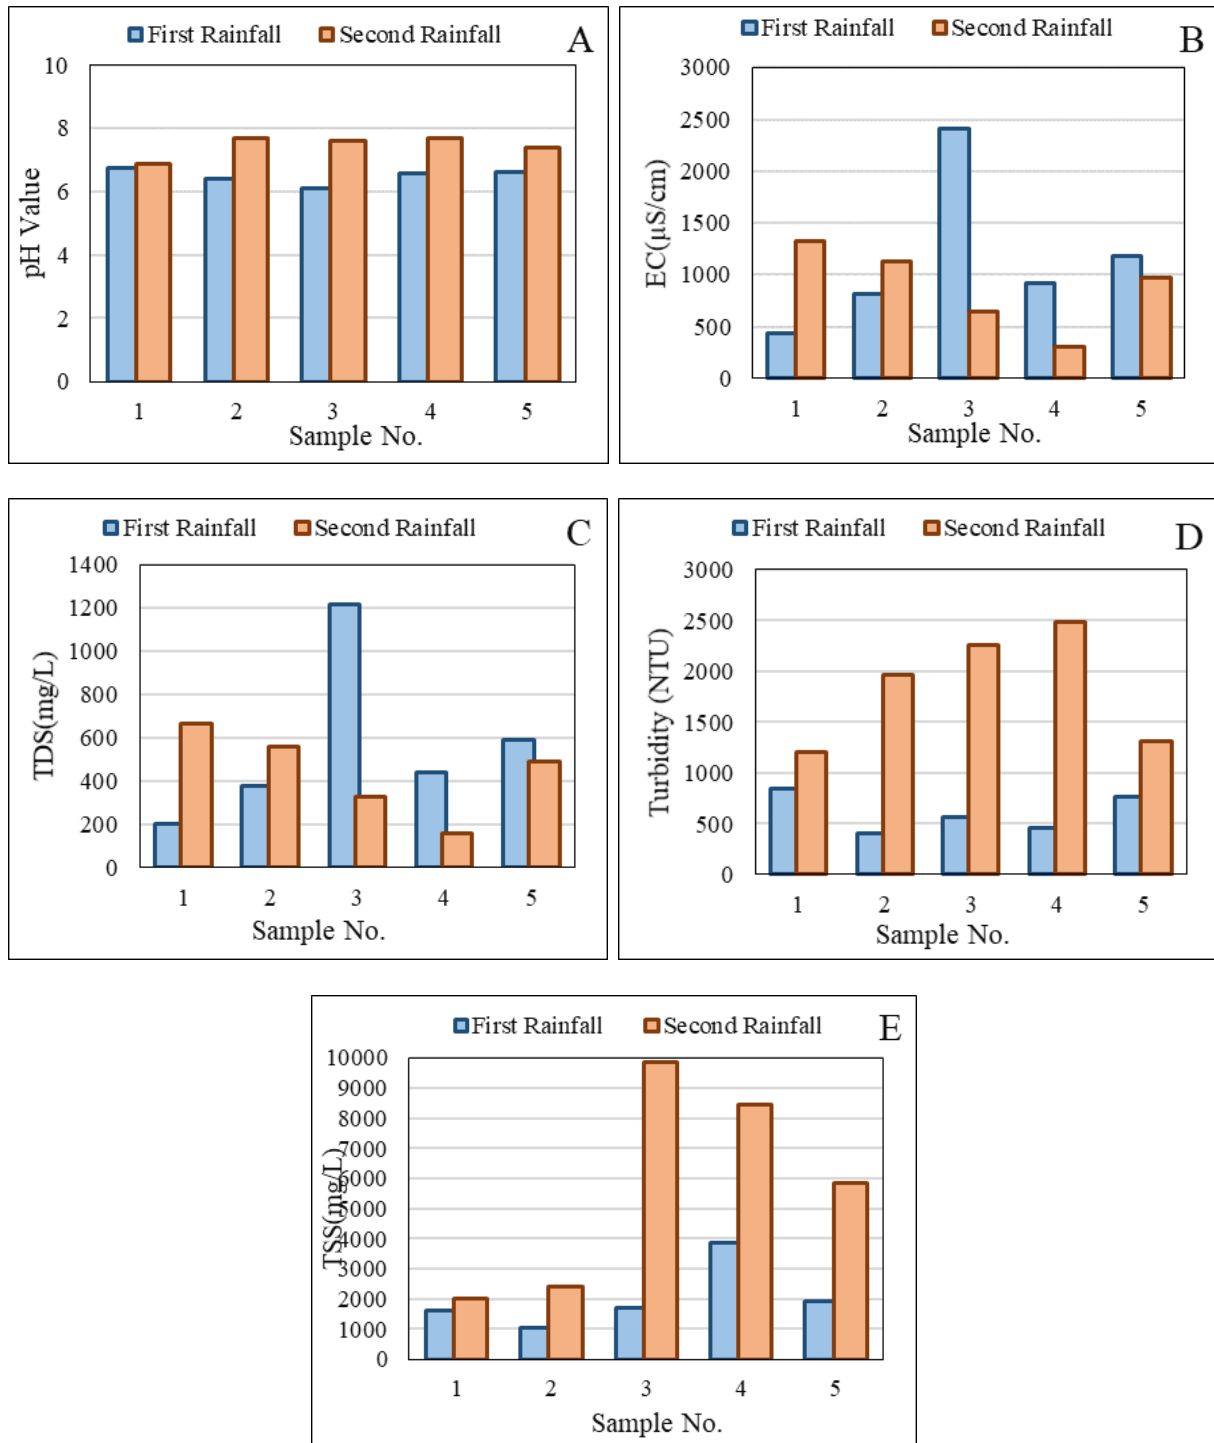 First Rainfall Second Rainfall A
10
8
6
4
2
0
pH Value
1 2 3 4 5
Sample No.
First Rainfall Second Rainfall B
3000
2500
2000
1500
1000
500
0
EC(µS/cm)
1 2 3 4 5
Sample No.
First Rainfall Second Rainfall C
1400
1200
1000
800
600
400
200
0
TDS(mg/L)
1 2 3 4 5
Sample No.
First Rainfall Second Rainfall D
3000
2500
2000
1500
1000
500
0
Turbidity (NTU)
1 2 3 4 5
Sample No.
First Rainfall Second Rainfall E
10000
9000
8000
7000
6000
5000
4000
3000
2000
1000
0
TSS(mg/L)
1 2 3 4 5
Sample No.